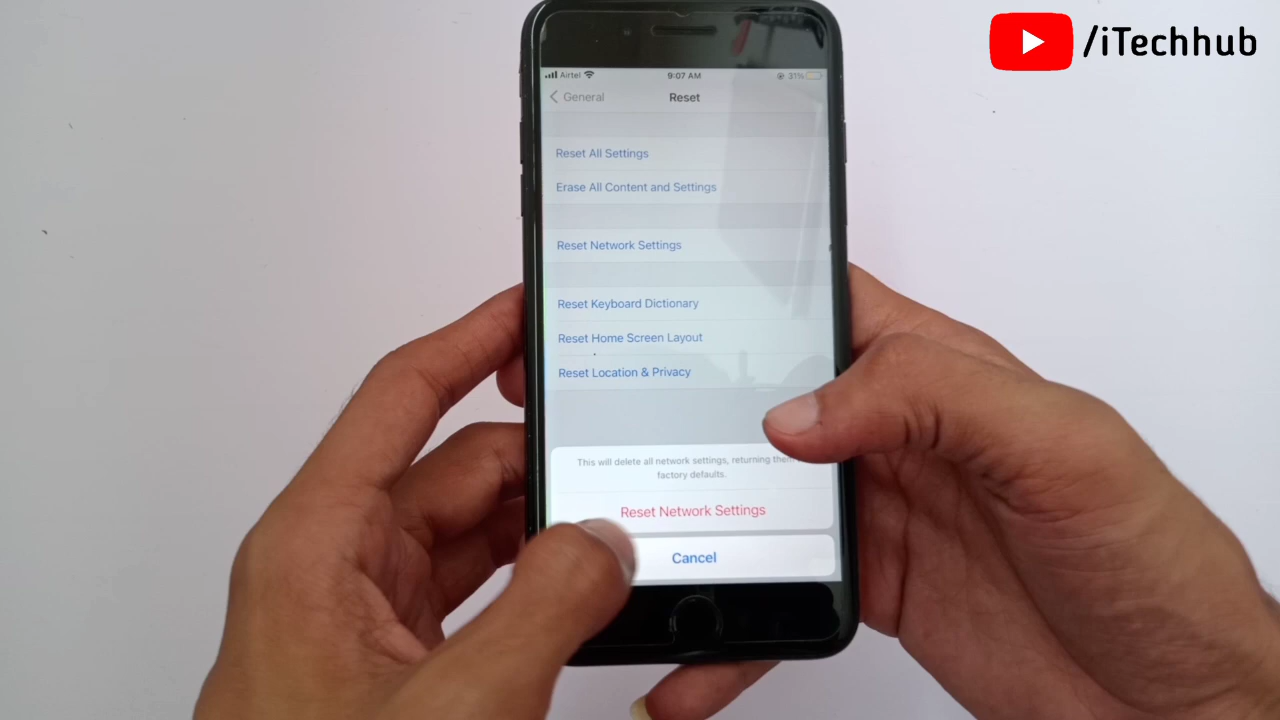 /iTechhub
Airtel 9:07 AM 31%
General Reset
Reset All Settings
Erase All Content and Settings
Reset Network Settings
Reset Keyboard Dictionary
Reset Home Screen Layout
Reset Location & Privacy
This will delete all network settings, returning them
factory defaults.
Reset Network Settings
Cancel